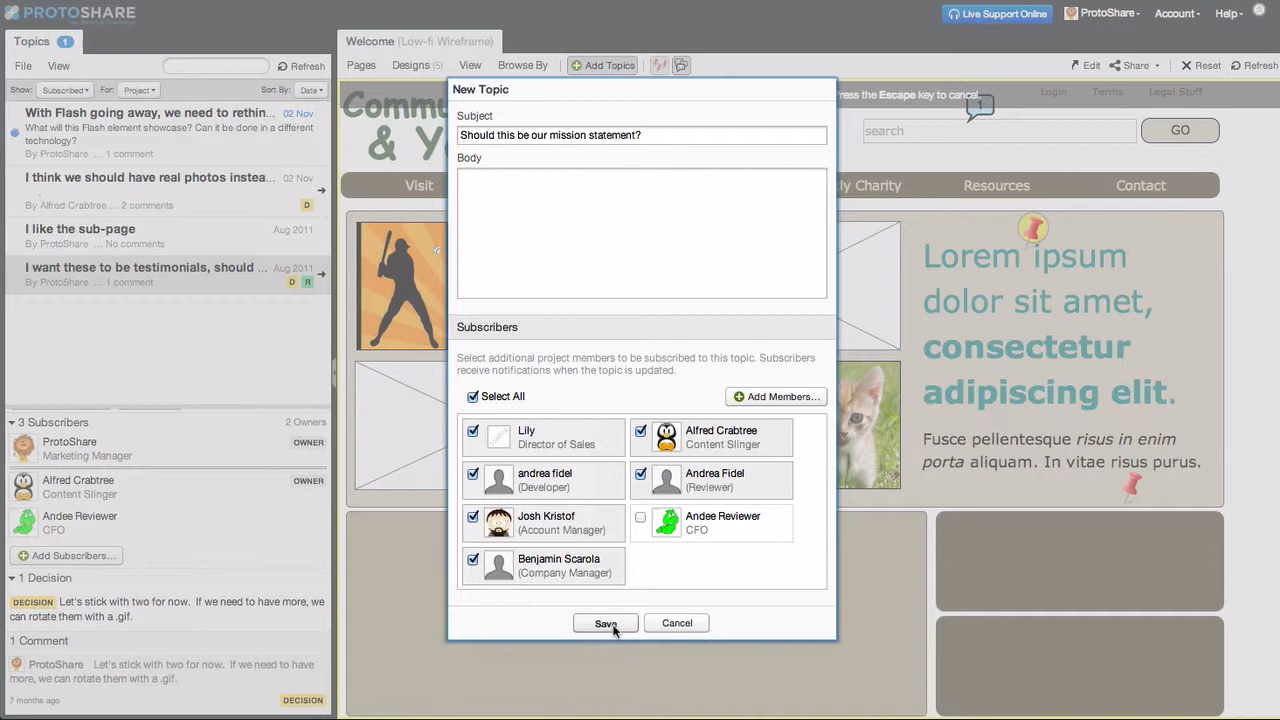 PROTOSHARE
Live Support Online
ProtoShare
Account
Help
Topics 1
File View Refresh
Show: Subscribed For: Project Sort By: Date
With Flash going away, we need to rethin... 02 Nov
What will this Flash element showcase? Can it be done in a different
technology?
By ProtoShare ... 1 comment
I think we should have real photos instea... 02 Nov
By Alfred Crabtree ... 2 comments D
I like the sub-page Aug 2011
By ProtoShare ... No comments
I want these to be testimonials, should ... Aug 2011
By ProtoShare ... 1 comment D R
3 Subscribers 2 Owners
ProtoShare OWNER
Marketing Manager
Alfred Crabtree OWNER
Content Slinger
Andee Reviewer
CFO
Add Subscribers...
1 Decision
DECISION Let's stick with two for now. If we need to have more, we
can rotate them with a .gif.
1 Comment
ProtoShare Let's stick with two for now. If we need to have
more, we can rotate them with a .gif.
7 months ago DECISION
Welcome (Low-fi Wireframe)
Pages Designs (5) View Browse By Add Topics Edit Share Reset Refresh
ress the Escape key to cancel.
Login Terms Legal Stuff
1
Commu
& Yo
search GO
Visit ly Charity Resources Contact
Lorem ipsum
dolor sit amet,
consectetur
adipiscing elit.
Fusce pellentesque risus in enim
porta aliquam. In vitae risus purus.
New Topic
Subject
Should this be our mission statement?
Body
Subscribers
Select additional project members to be subscribed to this topic. Subscribers
receive notifications when the topic is updated.
Select All Add Members...
Lily
Director of Sales
Alfred Crabtree
Content Slinger
andrea fidel
(Developer)
Andrea Fidel
(Reviewer)
Josh Kristof
(Account Manager)
Andee Reviewer
CFO
Benjamin Scarola
(Company Manager)
Save Cancel